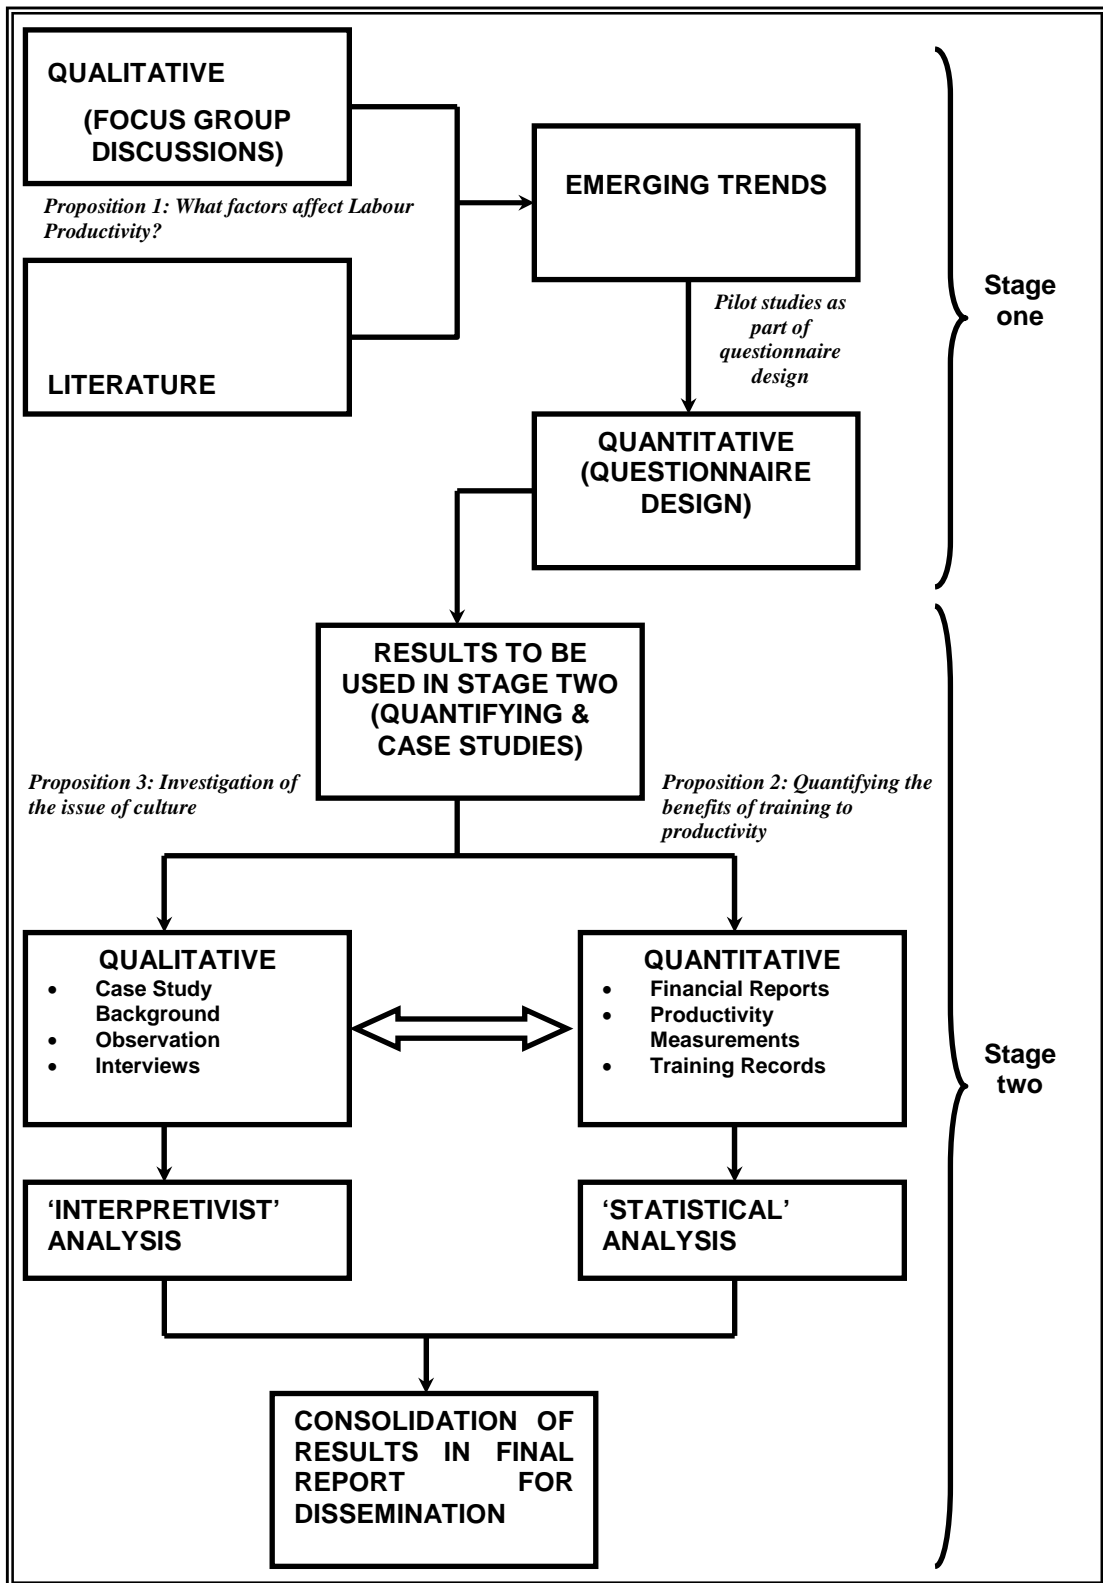 QUALITATIVE
(FOCUS GROUP
DISCUSSIONS)
Proposition 1: What factors affect Labour
Productivity?
LITERATURE
EMERGING TRENDS
Pilot studies as
part of
questionnaire
design
QUANTITATIVE
(QUESTIONNAIRE
DESIGN)
Stage
one
RESULTS TO BE
USED IN STAGE TWO
(QUANTIFYING &
CASE STUDIES)
Proposition 3: Investigation of
the issue of culture
Proposition 2: Quantifying the
benefits of training to
productivity
QUALITATIVE
• Case Study
Background
• Observation
• Interviews
QUANTITATIVE
• Financial Reports
• Productivity
Measurements
• Training Records
Stage
two
‘INTERPRETIVIST’
ANALYSIS
‘STATISTICAL’
ANALYSIS
CONSOLIDATION OF
RESULTS IN FINAL
REPORT FOR
DISSEMINATION